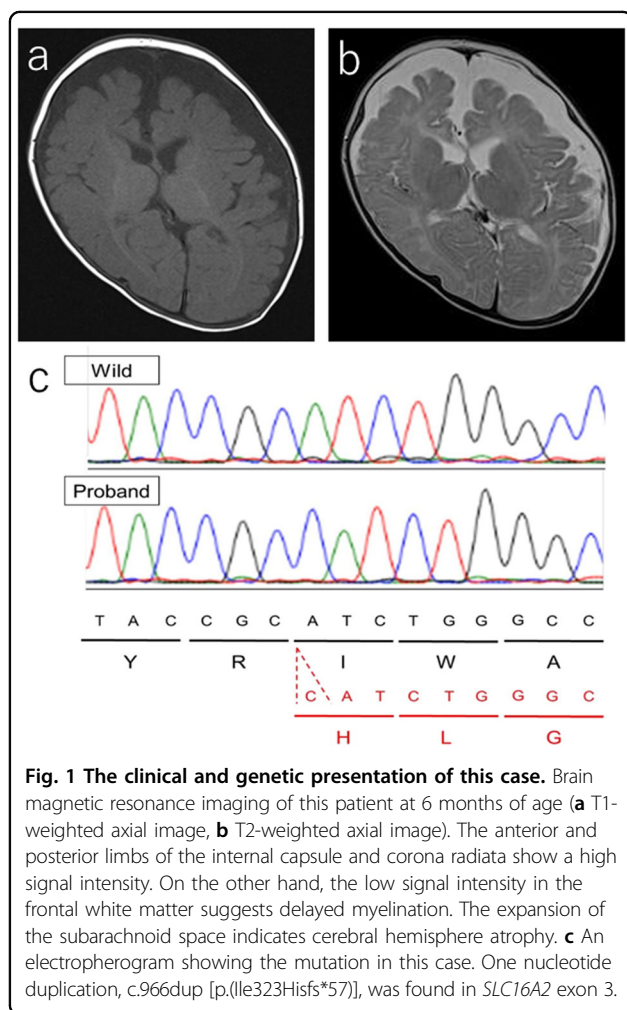 a
b
c
Wild
Proband
T A C C G C A T C T G G G C C
Y R I W A
C A T C T G G G C
H L G
Fig. 1 The clinical and genetic presentation of this case. Brain
magnetic resonance imaging of this patient at 6 months of age (a T1-
weighted axial image, b T2-weighted axial image). The anterior and
posterior limbs of the internal capsule and corona radiata show a high
signal intensity. On the other hand, the low signal intensity in the
frontal white matter suggests delayed myelination. The expansion of
the subarachnoid space indicates cerebral hemisphere atrophy. c An
electropherogram showing the mutation in this case. One nucleotide
duplication, c.966dup [p.(Ile323Hisfs*57)], was found in SLC16A2 exon 3.